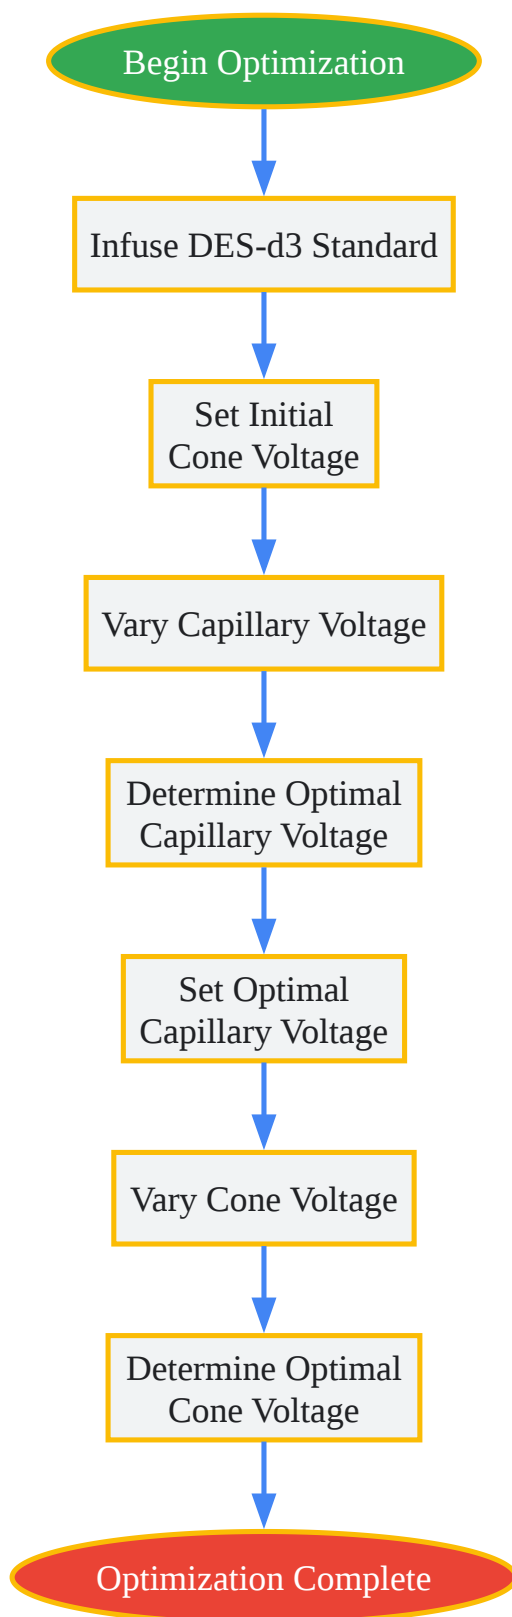 Begin Optimization
Infuse DES-d3 Standard
Set Initial
Cone Voltage
Vary Capillary Voltage
Determine Optimal
Capillary Voltage
Set Optimal
Capillary Voltage
Vary Cone Voltage
Determine Optimal
Cone Voltage
Optimization Complete